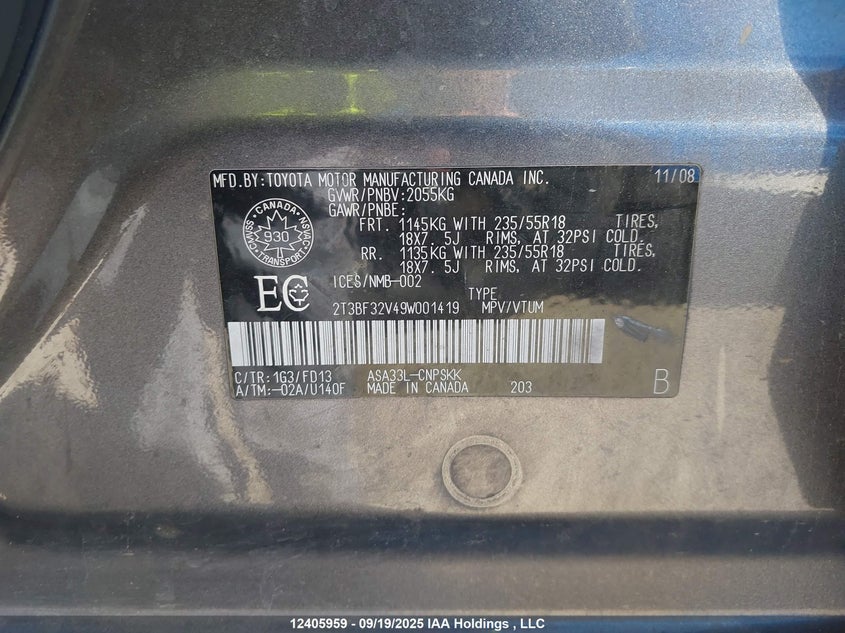 MFD.BY:TOYOTA MOTOR MANUFACTURING CANADA INC. 11/08
GVWR/PNBV:2055KG
GAWR/PNBE:
FRT. 1145KG WITH 235/55R18 TIRES,
18X7.5J RIMS, AT 32PSI COLD.
RR. 1135KG WITH 235/55R18 TIRES,
18X7.5J RIMS, AT 32PSI COLD.
CANADA
930
TRANSPORT
CMVSS
NSVAC
ICES/NMB-002
EC
TYPE
2T3BF32V49W001419 MPV/VTUM
C/TR:1G3/FD13 ASA33L-CNPSKK
A/TM:-02A/U140F MADE IN CANADA 203 B
12405959 - 09/19/2025 IAA Holdings , LLC